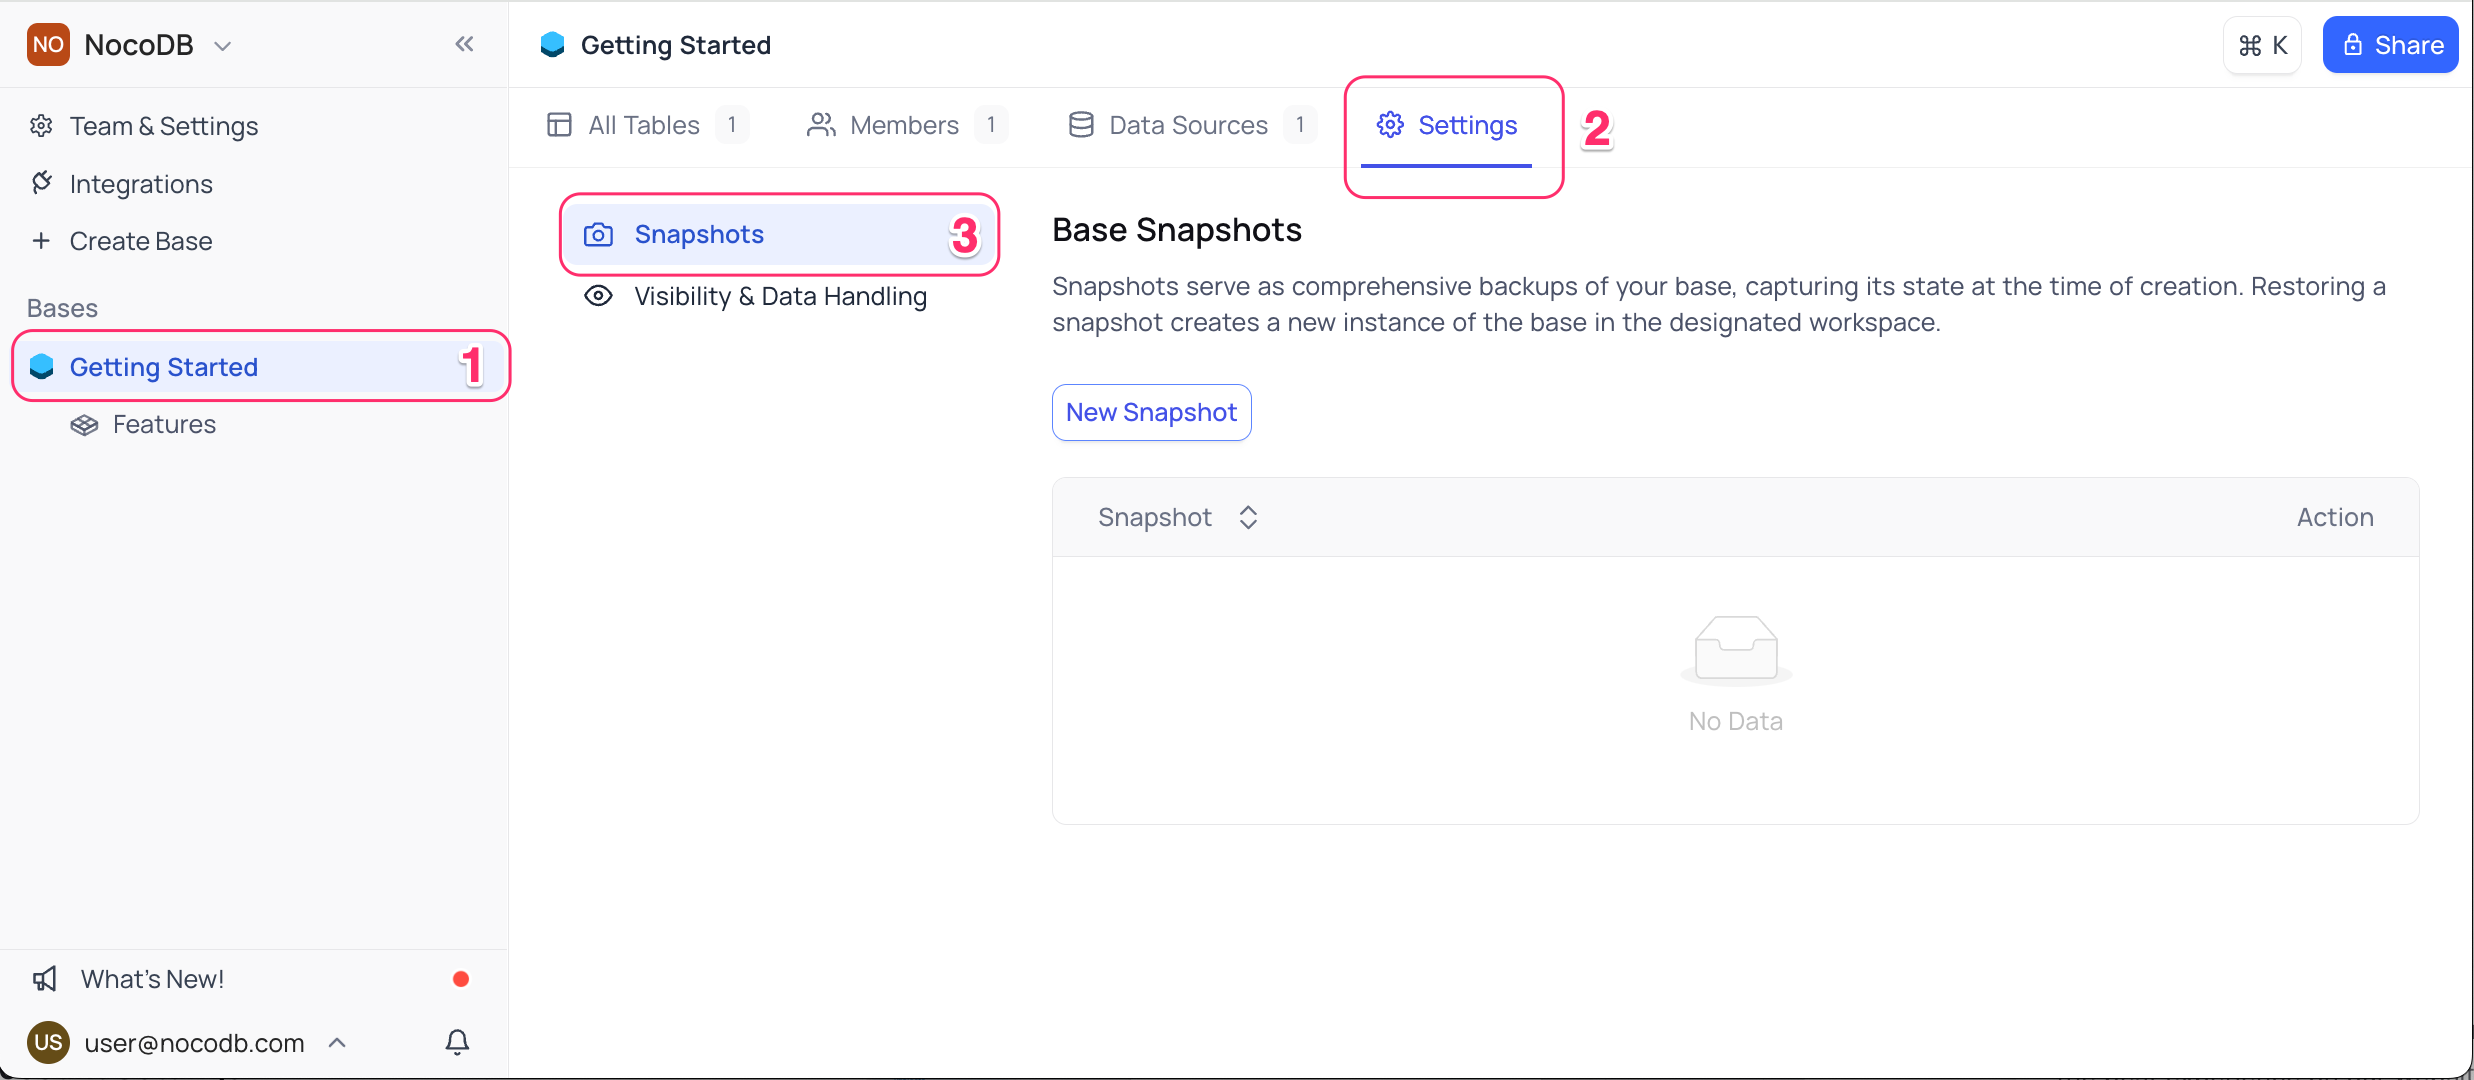 NO NocoDB
Team & Settings
Integrations
Create Base
Bases
Getting Started 1
Features
What's New!
US user@nocodb.com
Getting Started
⌘ K
Share
All Tables 1
Members 1
Data Sources 1
Settings 2
Snapshots 3
Visibility & Data Handling
Base Snapshots
Snapshots serve as comprehensive backups of your base, capturing its state at the time of creation. Restoring a
snapshot creates a new instance of the base in the designated workspace.
New Snapshot
Snapshot Action
No Data